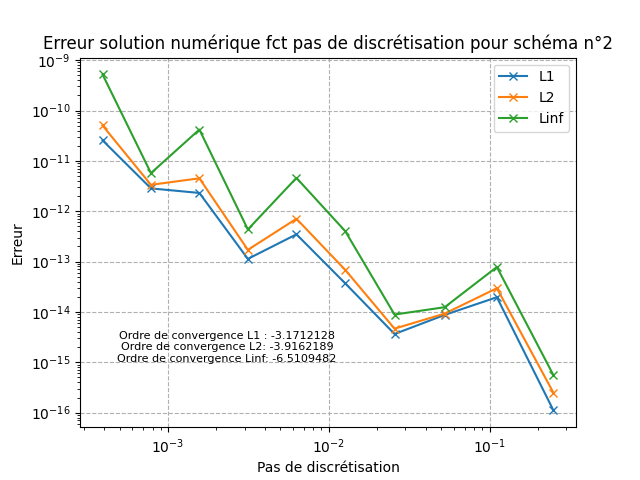 Erreur solution numérique fct pas de discrétisation pour schéma n°2
10⁻⁹
10⁻¹⁰
10⁻¹¹
10⁻¹²
10⁻¹³
10⁻¹⁴
10⁻¹⁵
10⁻¹⁶
Erreur
L1
L2
Linf
Ordre de convergence L1 : -3.1712128
Ordre de convergence L2: -3.9162189
Ordre de convergence Linf: -6.5109482
10⁻³
10⁻²
10⁻¹
Pas de discrétisation